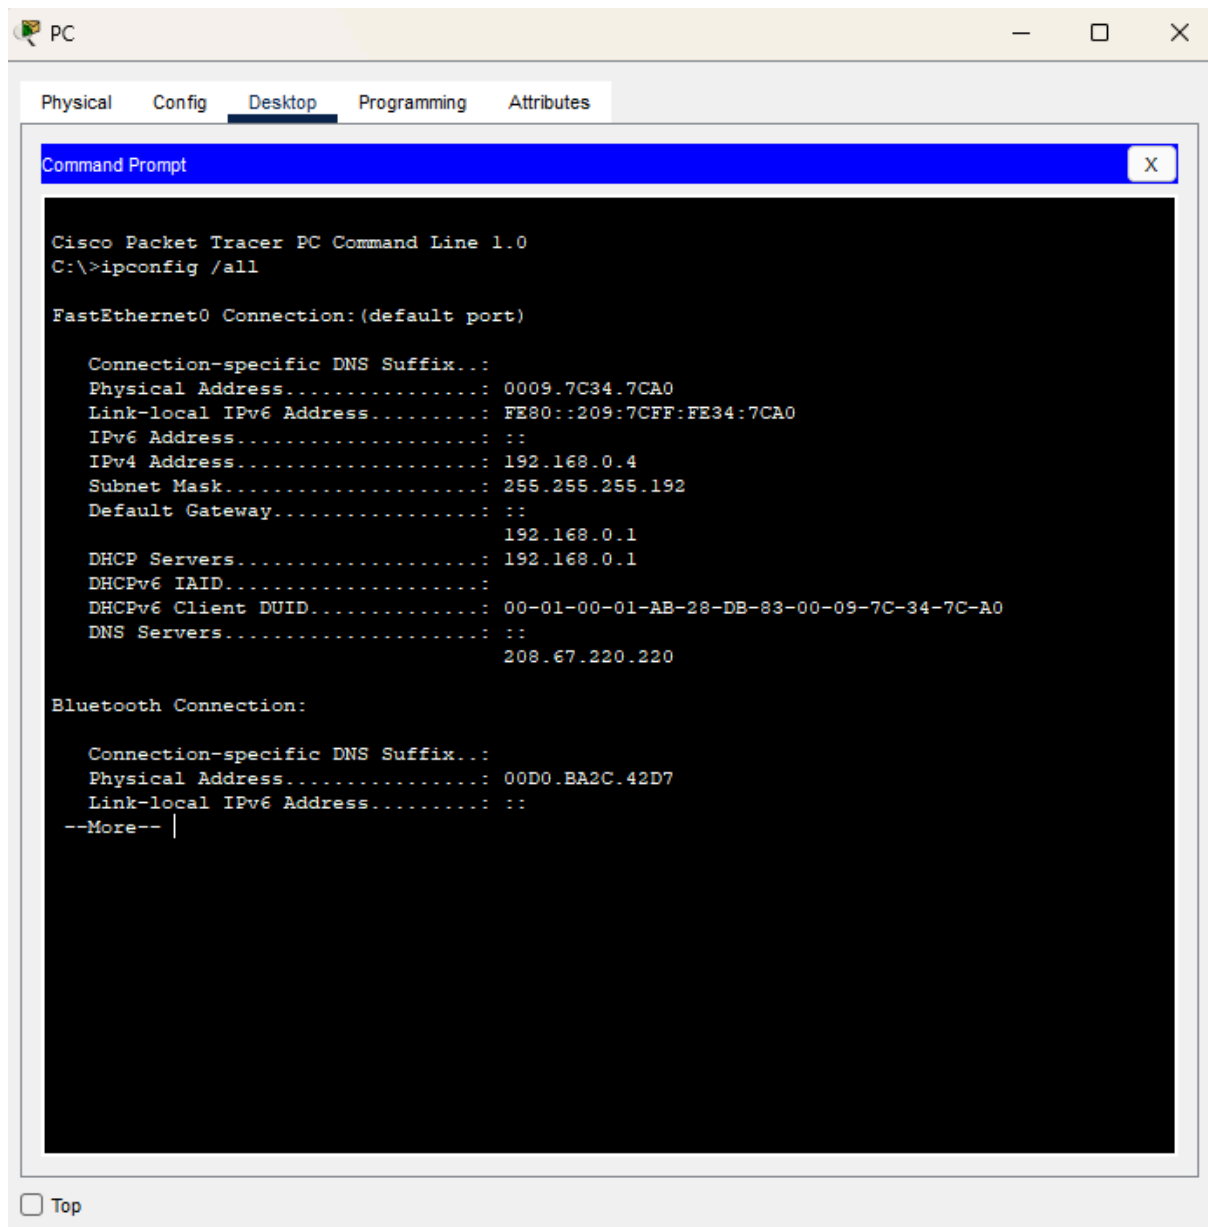 PC
Physical Config Desktop Programming Attributes
Command Prompt X
Cisco Packet Tracer PC Command Line 1.0
C:\>ipconfig /all
FastEthernet0 Connection:(default port)
Connection-specific DNS Suffix..:
Physical Address................: 0009.7C34.7CA0
Link-local IPv6 Address.........: FE80::209:7CFF:FE34:7CA0
IPv6 Address....................: ::
IPv4 Address....................: 192.168.0.4
Subnet Mask.....................: 255.255.255.192
Default Gateway.................: ::
192.168.0.1
DHCP Servers....................: 192.168.0.1
DHCPv6 IAID.....................:
DHCPv6 Client DUID..............: 00-01-00-01-AB-28-DB-83-00-09-7C-34-7C-A0
DNS Servers.....................: ::
208.67.220.220
Bluetooth Connection:
Connection-specific DNS Suffix..:
Physical Address................: 00D0.BA2C.42D7
Link-local IPv6 Address.........: ::
--More--
Top